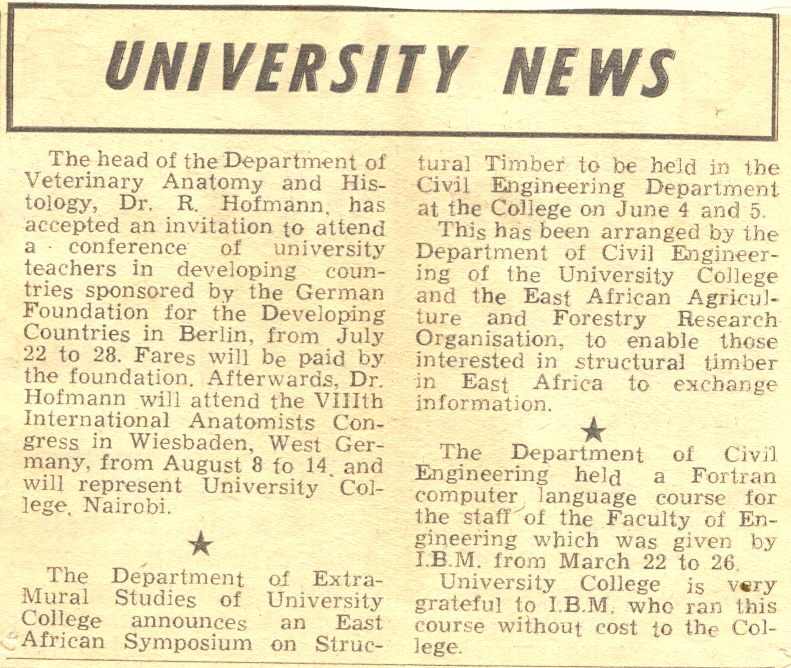 UNIVERSITY NEWS
The head of the Department of
Veterinary Anatomy and His-
tology, Dr. R. Hofmann, has
accepted an invitation to attend
a conference of university
teachers in developing coun-
tries sponsored by the German
Foundation for the Developing
Countries in Berlin, from July
22 to 28. Fares will be paid by
the foundation. Afterwards, Dr.
Hofmann will attend the VIIIth
International Anatomists Con-
gress in Wiesbaden, West Ger-
many, from August 8 to 14, and
will represent University Col-
lege, Nairobi.
★
The Department of Extra-
Mural Studies of University
College announces an East
African Symposium on Struc-
tural Timber to be held in the
Civil Engineering Department
at the College on June 4 and 5.
This has been arranged by the
Department of Civil Engineer-
ing of the University College
and the East African Agricul-
ture and Forestry Research
Organisation, to enable those
interested in structural timber
in East Africa to exchange
information.
★
The Department of Civil
Engineering held a Fortran
computer language course for
the staff of the Faculty of En-
gineering which was given by
I.B.M. from March 22 to 26.
University College is very
grateful to I.B.M. who ran this
course without cost to the Col-
lege.